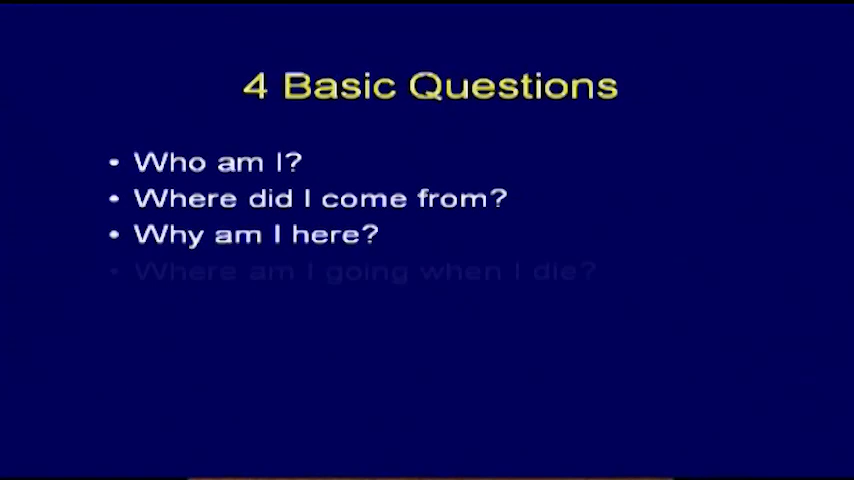 4 Basic Questions
• Who am I?
• Where did I come from?
• Why am I here?
• Where am I going when I die?